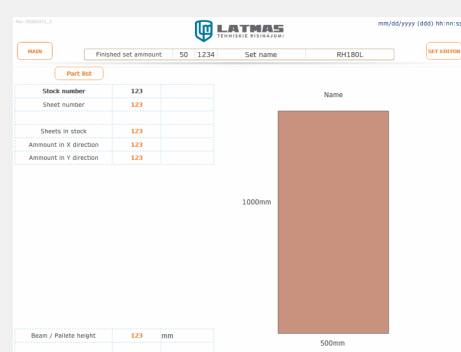 LATMAS
TEHNISKIE RISINAJUMI
mm/dd/yyyy (ddd) hh:nn:ss
MAIN
Finished set ammount 50 1234 Set name RH180L
SET EDITOR
Part list
Stock number 123
Name
Sheet number 123
Sheets in stock 123
Ammount in X direction 123
Ammount in Y direction 123
1000mm
Beam / Pallete height 123 mm
500mm